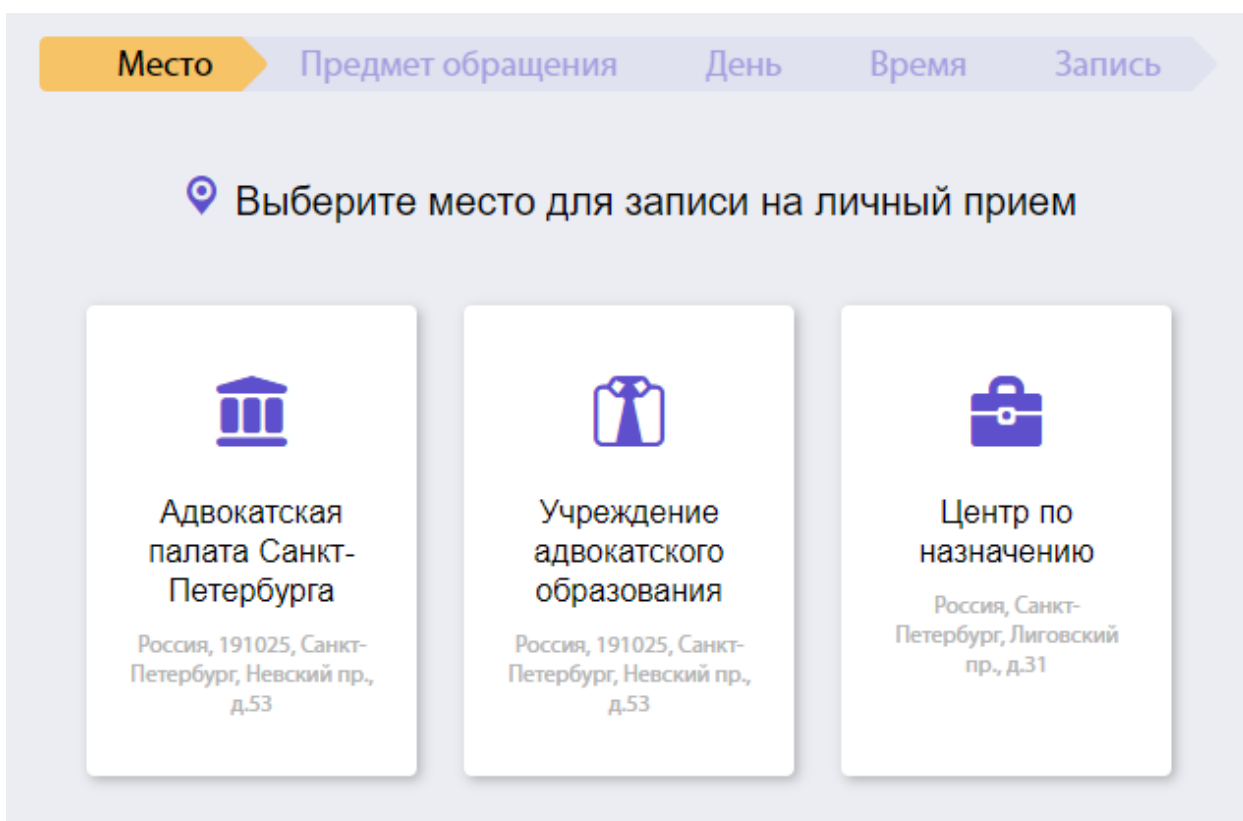 Место Предмет обращения День Время Запись
Выберите место для записи на личный прием
Адвокатская
палата Санкт-
Петербурга
Россия, 191025, Санкт-
Петербург, Невский пр.,
д.53
Учреждение
адвокатского
образования
Россия, 191025, Санкт-
Петербург, Невский пр.,
д.53
Центр по
назначению
Россия, Санкт-
Петербург, Лиговский
пр., д.31